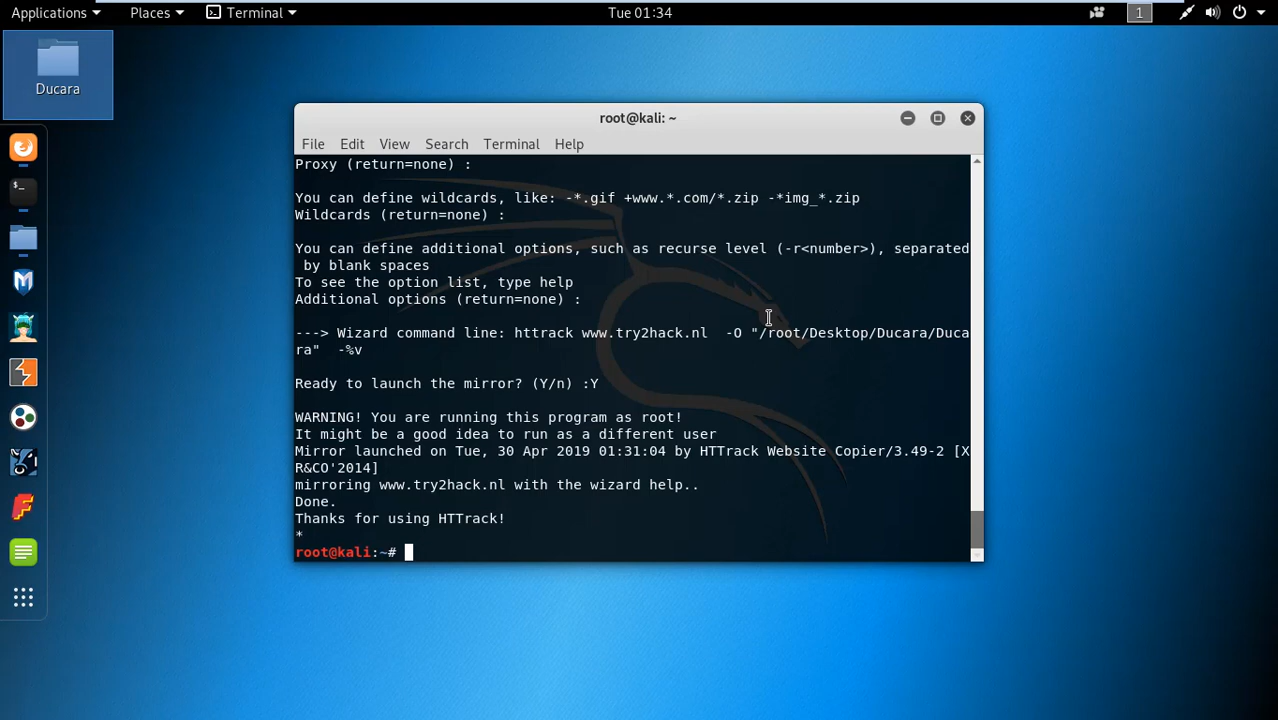 Applications Places Terminal Tue 01:34 1
Ducara
root@kali: ~
File Edit View Search Terminal Help
Proxy (return=none) :
You can define wildcards, like: -*.gif +www.*.com/*.zip -*img_*.zip
Wildcards (return=none) :
You can define additional options, such as recurse level (-r<number>), separated
by blank spaces
To see the option list, type help
Additional options (return=none) :
---> Wizard command line: httrack www.try2hack.nl  -O "/root/Desktop/Ducara/Duca
ra"  -%v
Ready to launch the mirror? (Y/n) :Y
WARNING! You are running this program as root!
It might be a good idea to run as a different user
Mirror launched on Tue, 30 Apr 2019 01:31:04 by HTTrack Website Copier/3.49-2 [X
R&CO'2014]
mirroring www.try2hack.nl with the wizard help..
Done.
Thanks for using HTTrack!
*
root@kali:~#